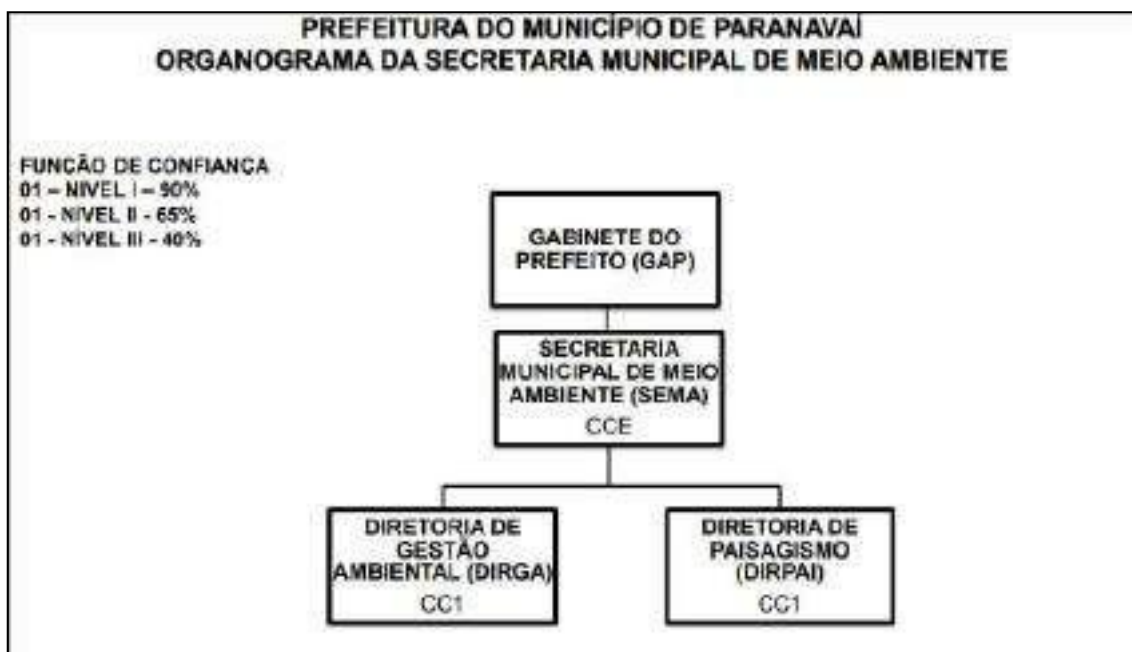 PREFEITURA DO MUNICÍPIO DE PARANAVAÍ
ORGANOGRAMA DA SECRETARIA MUNICIPAL DE MEIO AMBIENTE
FUNÇÃO DE CONFIANÇA
01 – NIVEL I – 90%
01 - NIVEL II - 65%
01 - NÍVEL III - 40%
GABINETE DO
PREFEITO (GAP)
SECRETARIA
MUNICIPAL DE MEIO
AMBIENTE (SEMA)
CCE
DIRETORIA DE
GESTÃO
AMBIENTAL (DIRGA)
CC1
DIRETORIA DE
PAISAGISMO
(DIRPAI)
CC1